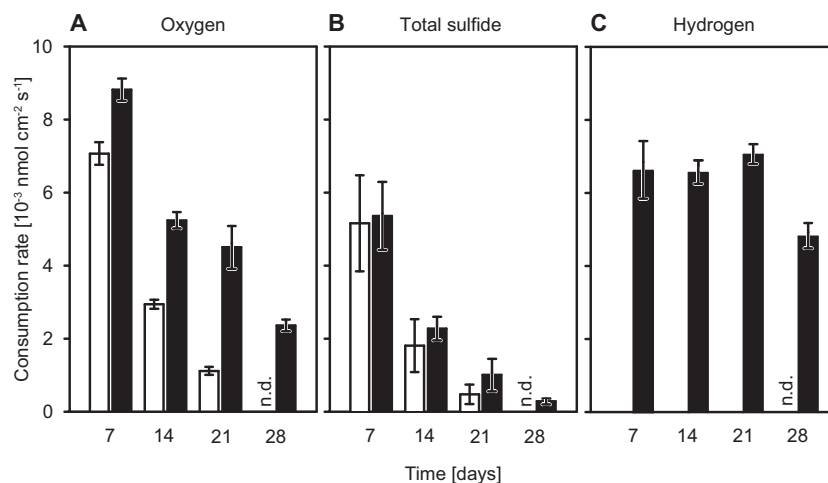 A Oxygen
B Total sulfide
C Hydrogen
Consumption rate [10⁻³ nmol cm⁻² s⁻¹]
10
8
6
4
2
0
n.d.
n.d.
n.d.
7 14 21 28
7 14 21 28
7 14 21 28
Time [days]